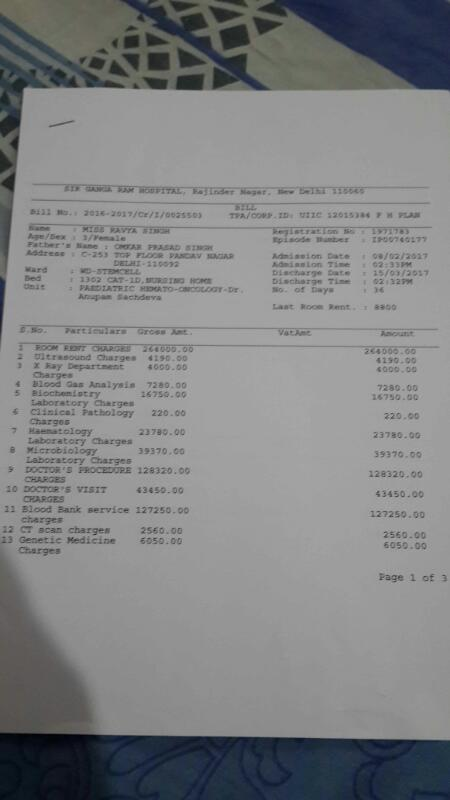 SIR GANGA RAM HOSPITAL, Rajinder Nagar, New Delhi 110060
BILL
Bill No.: 2016-2017/Cr/I/0025503 TPA/CORP.ID: UIIC 12015384 P H PLAN
Name : MISS RAVYA SINGH Registration No : 1971783
Age/Sex : 3/Female Episode Number : IP00740177
Father's Name : OMKAR PRASAD SINGH
Address : C-253 TOP FLOOR PANDAV NAGAR Admission Date : 08/02/2017
DELHI-110092 Admission Time : 02:33PM
Ward : WD-STEMCELL Discharge Date : 15/03/2017
Bed : 1302 CAT-1D,NURSING HOME Discharge Time : 02:32PM
Unit : PAEDIATRIC HEMATO-ONCOLOGY-Dr. No. of Days : 36
Anupam Sachdeva
Last Room Rent. : 8800
S.No. Particulars Gross Amt. VatAmt Amount
1 ROOM RENT CHARGES 264000.00 264000.00
2 Ultrasound Charges 4190.00 4190.00
3 X Ray Department 4000.00 4000.00
Charges
4 Blood Gas Analysis 7280.00 7280.00
5 Biochemistry 16750.00 16750.00
Laboratory Charges
6 Clinical Pathology 220.00 220.00
Charges
7 Haematology 23780.00 23780.00
Laboratory Charges
8 Microbiology 39370.00 39370.00
Laboratory Charges
9 DOCTOR'S PROCEDURE 128320.00 128320.00
CHARGES
10 DOCTOR'S VISIT 43450.00 43450.00
CHARGES
11 Blood Bank service 127250.00 127250.00
charges
12 CT scan charges 2560.00 2560.00
13 Genetic Medicine 6050.00 6050.00
Charges
Page 1 of 3